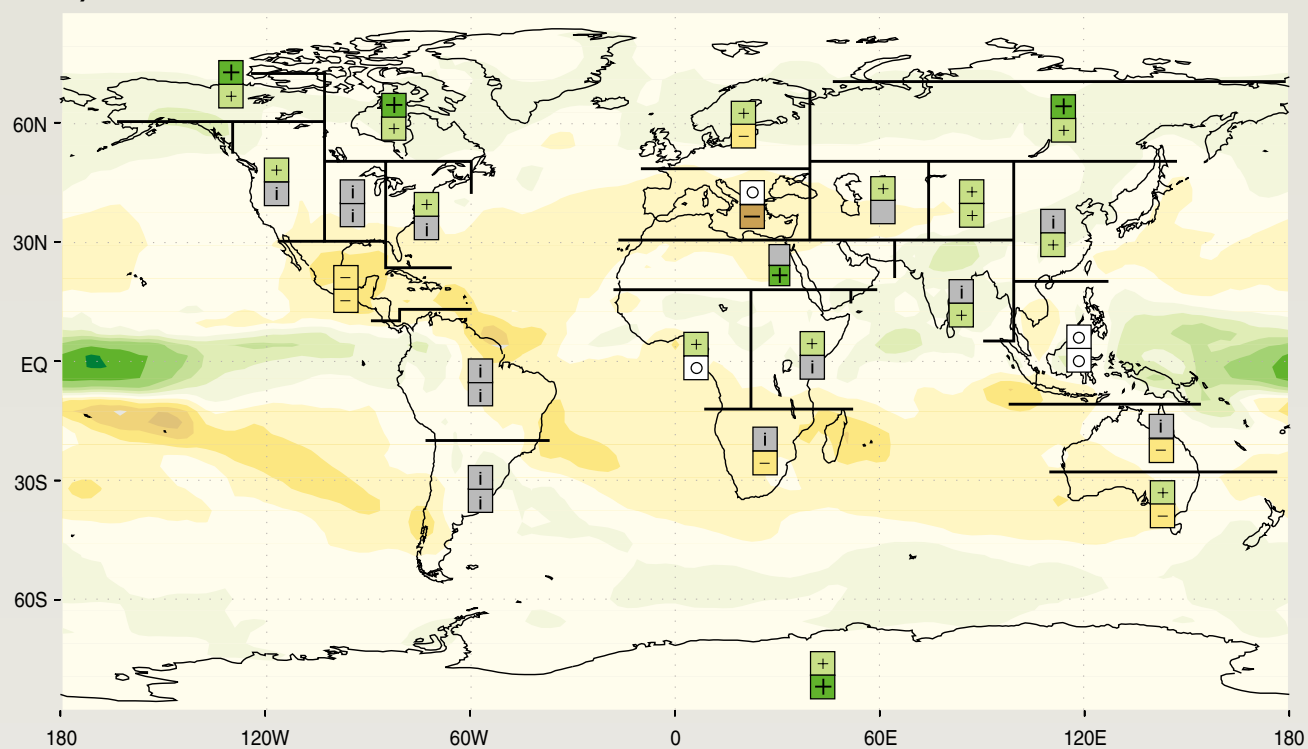 +
+
+
+
+
+
+
−
+
i
i
i
+
i
○
−
+
+
+
i
+
−
−
+
i
+
+
○
+
i
○
○
i
i
i
−
i
−
i
i
+
−
+
+
60N
30N
EQ
30S
60S
180
120W
60W
0
60E
120E
180